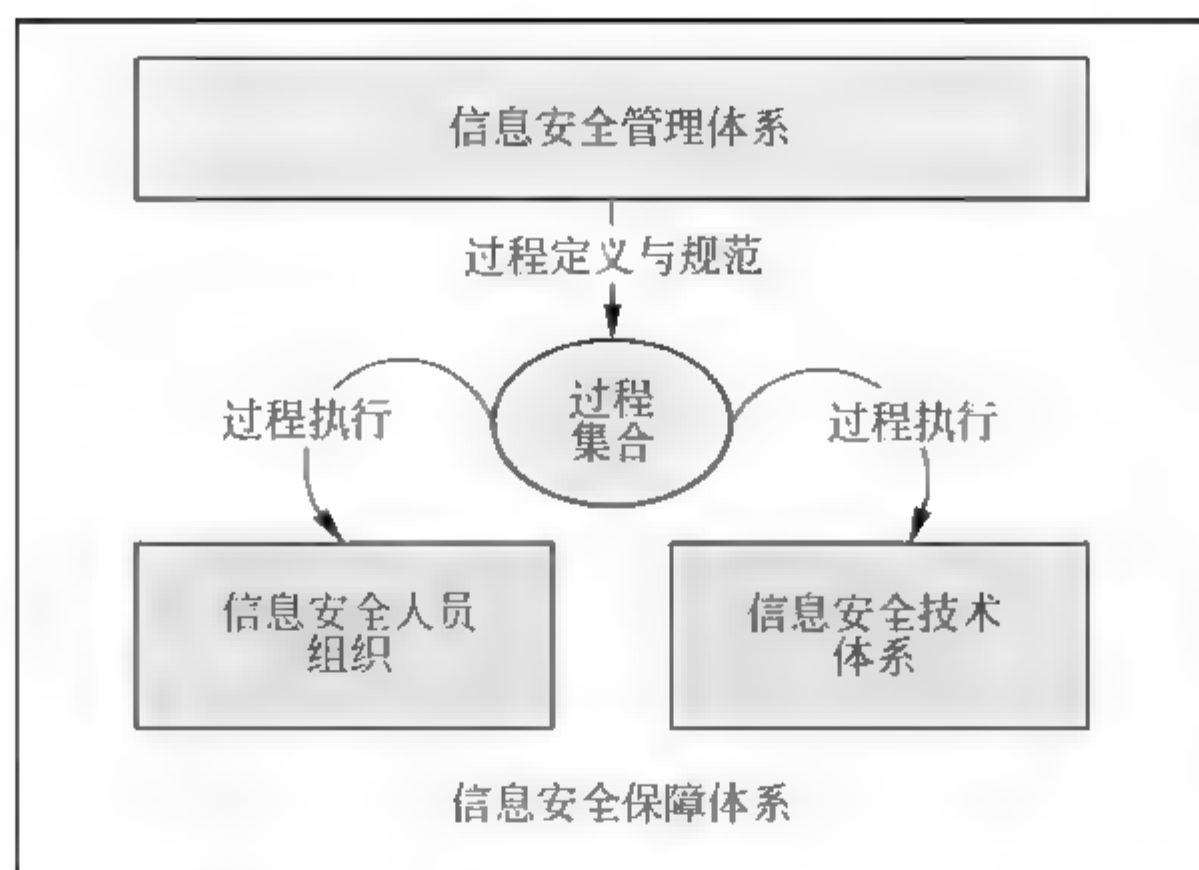 信息安全管理体系
过程定义与规范
过程
集合
过程执行
过程执行
信息安全人员
组织
信息安全技术
体系
信息安全保障体系